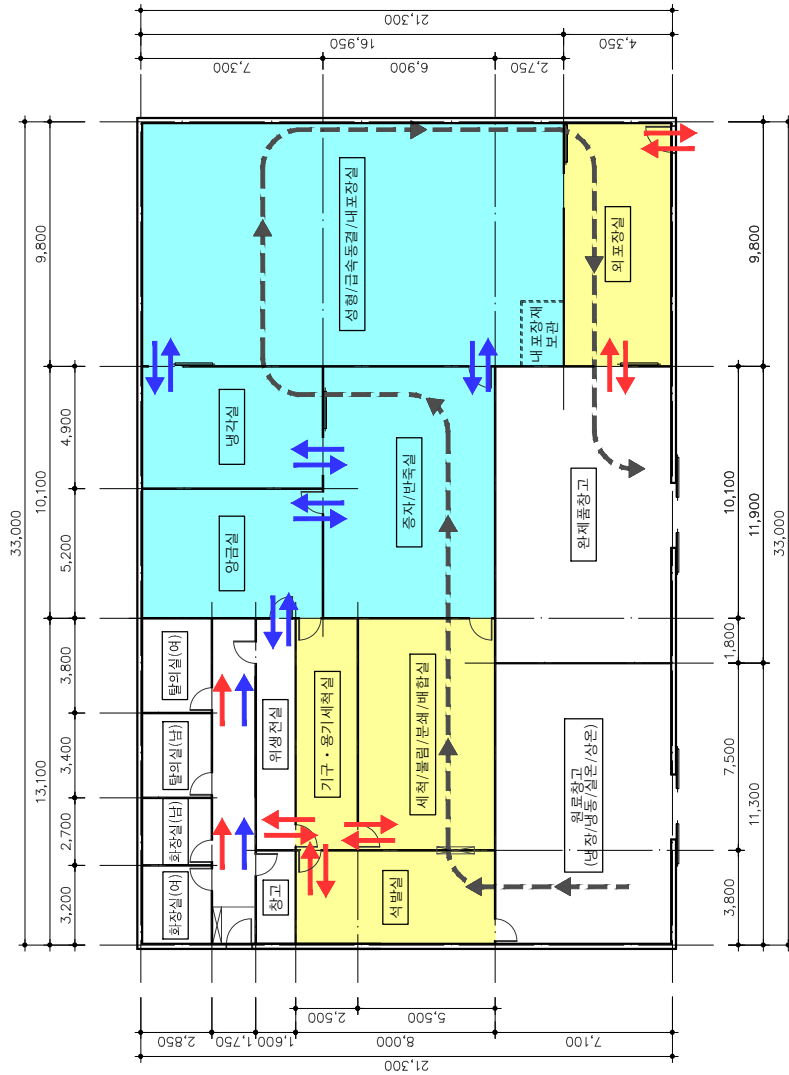 21,300
16,950
4,350
7,300
6,900
2,750
9,800
9,800
성형/급속동결/내포장실
외포장실
내포장재
보관
33,000
10,100
4,900
냉각실
증자/반죽실
완제품창고
10,100
11,900
33,000
5,200
앙금실
13,100
3,800
탈의실(여)
위생전실
기구·용기세척실
세척/불림/분쇄/배합실
1,800
3,400
탈의실(남)
원료창고
(냉장/냉동/실온/상온)
7,500
11,300
2,700
화장실(남)
3,200
화장실(여)
창고
석발실
3,800
2,500
5,500
2,850
1,750
1,600
8,000
7,100
21,300